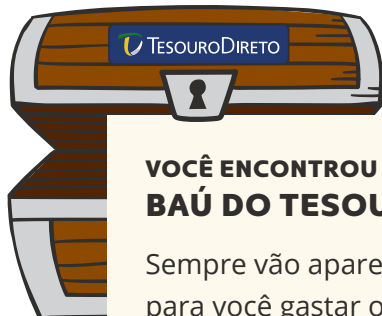 TESOURODIRETO
VOCÊ ENCONTROU
BAÚ DO TESOU
Sempre vão apare
para você gastar o